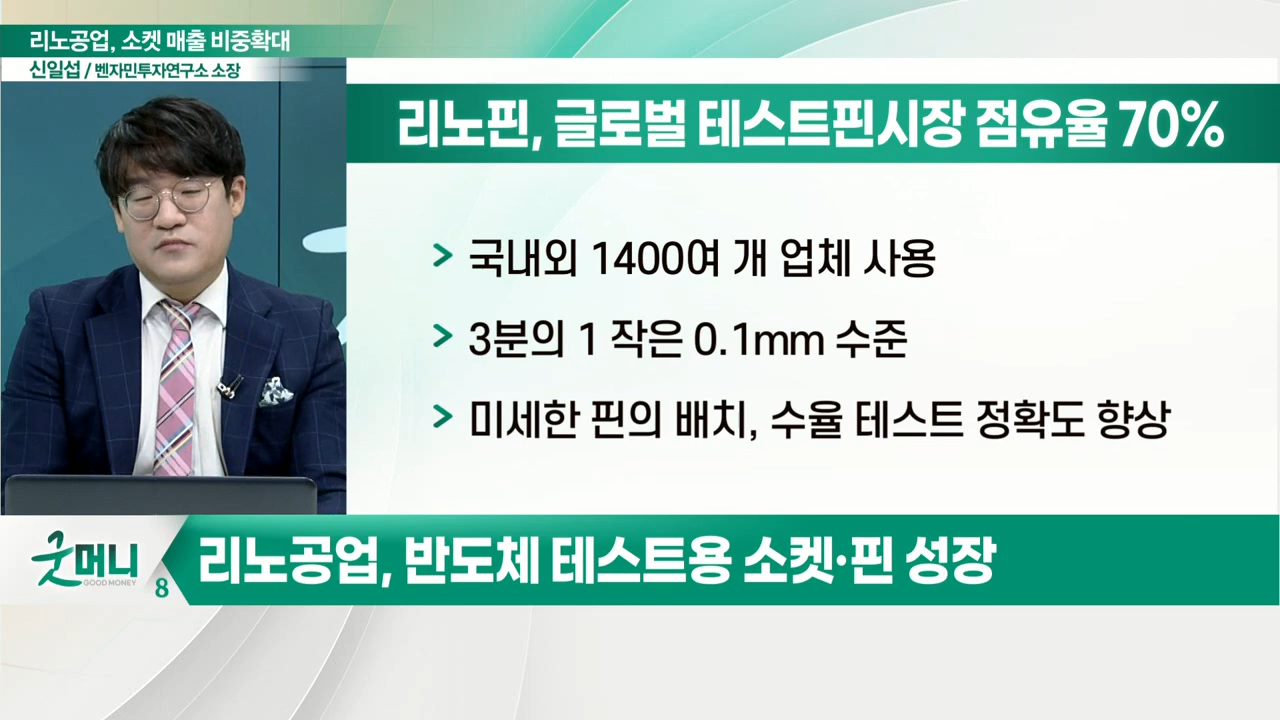 리노공업, 소켓 매출 비중확대
신일섭 / 벤자민투자연구소 소장
리노핀, 글로벌 테스트핀시장 점유율 70%
> 국내외 1400여 개 업체 사용
> 3분의 1 작은 0.1mm 수준
> 미세한 핀의 배치, 수율 테스트 정확도 향상
굿머니
GOOD MONEY
8
리노공업, 반도체 테스트용 소켓·핀 성장